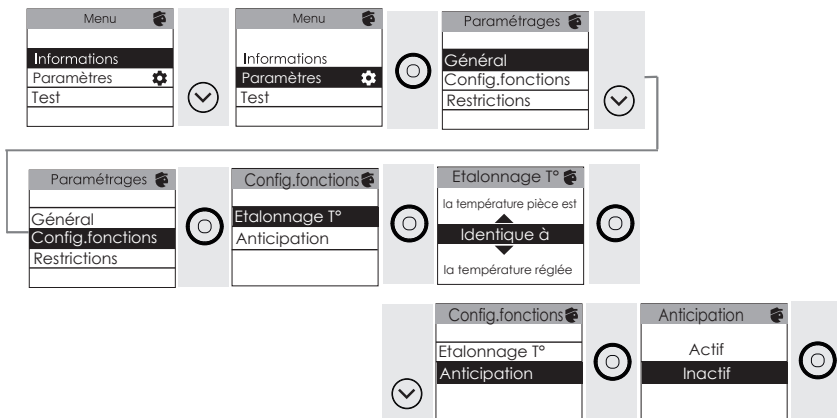 Menu
Informations
Paramètres
Test
Menu
Informations
Paramètres
Test
Paramétrages
Général
Config.fonctions
Restrictions
Paramétrages
Général
Config.fonctions
Restrictions
Config.fonctions
Etalonnage T°
Anticipation
Etalonnage T°
la température pièce est
Identique à
la température réglée
Config.fonctions
Etalonnage T°
Anticipation
Anticipation
Actif
Inactif